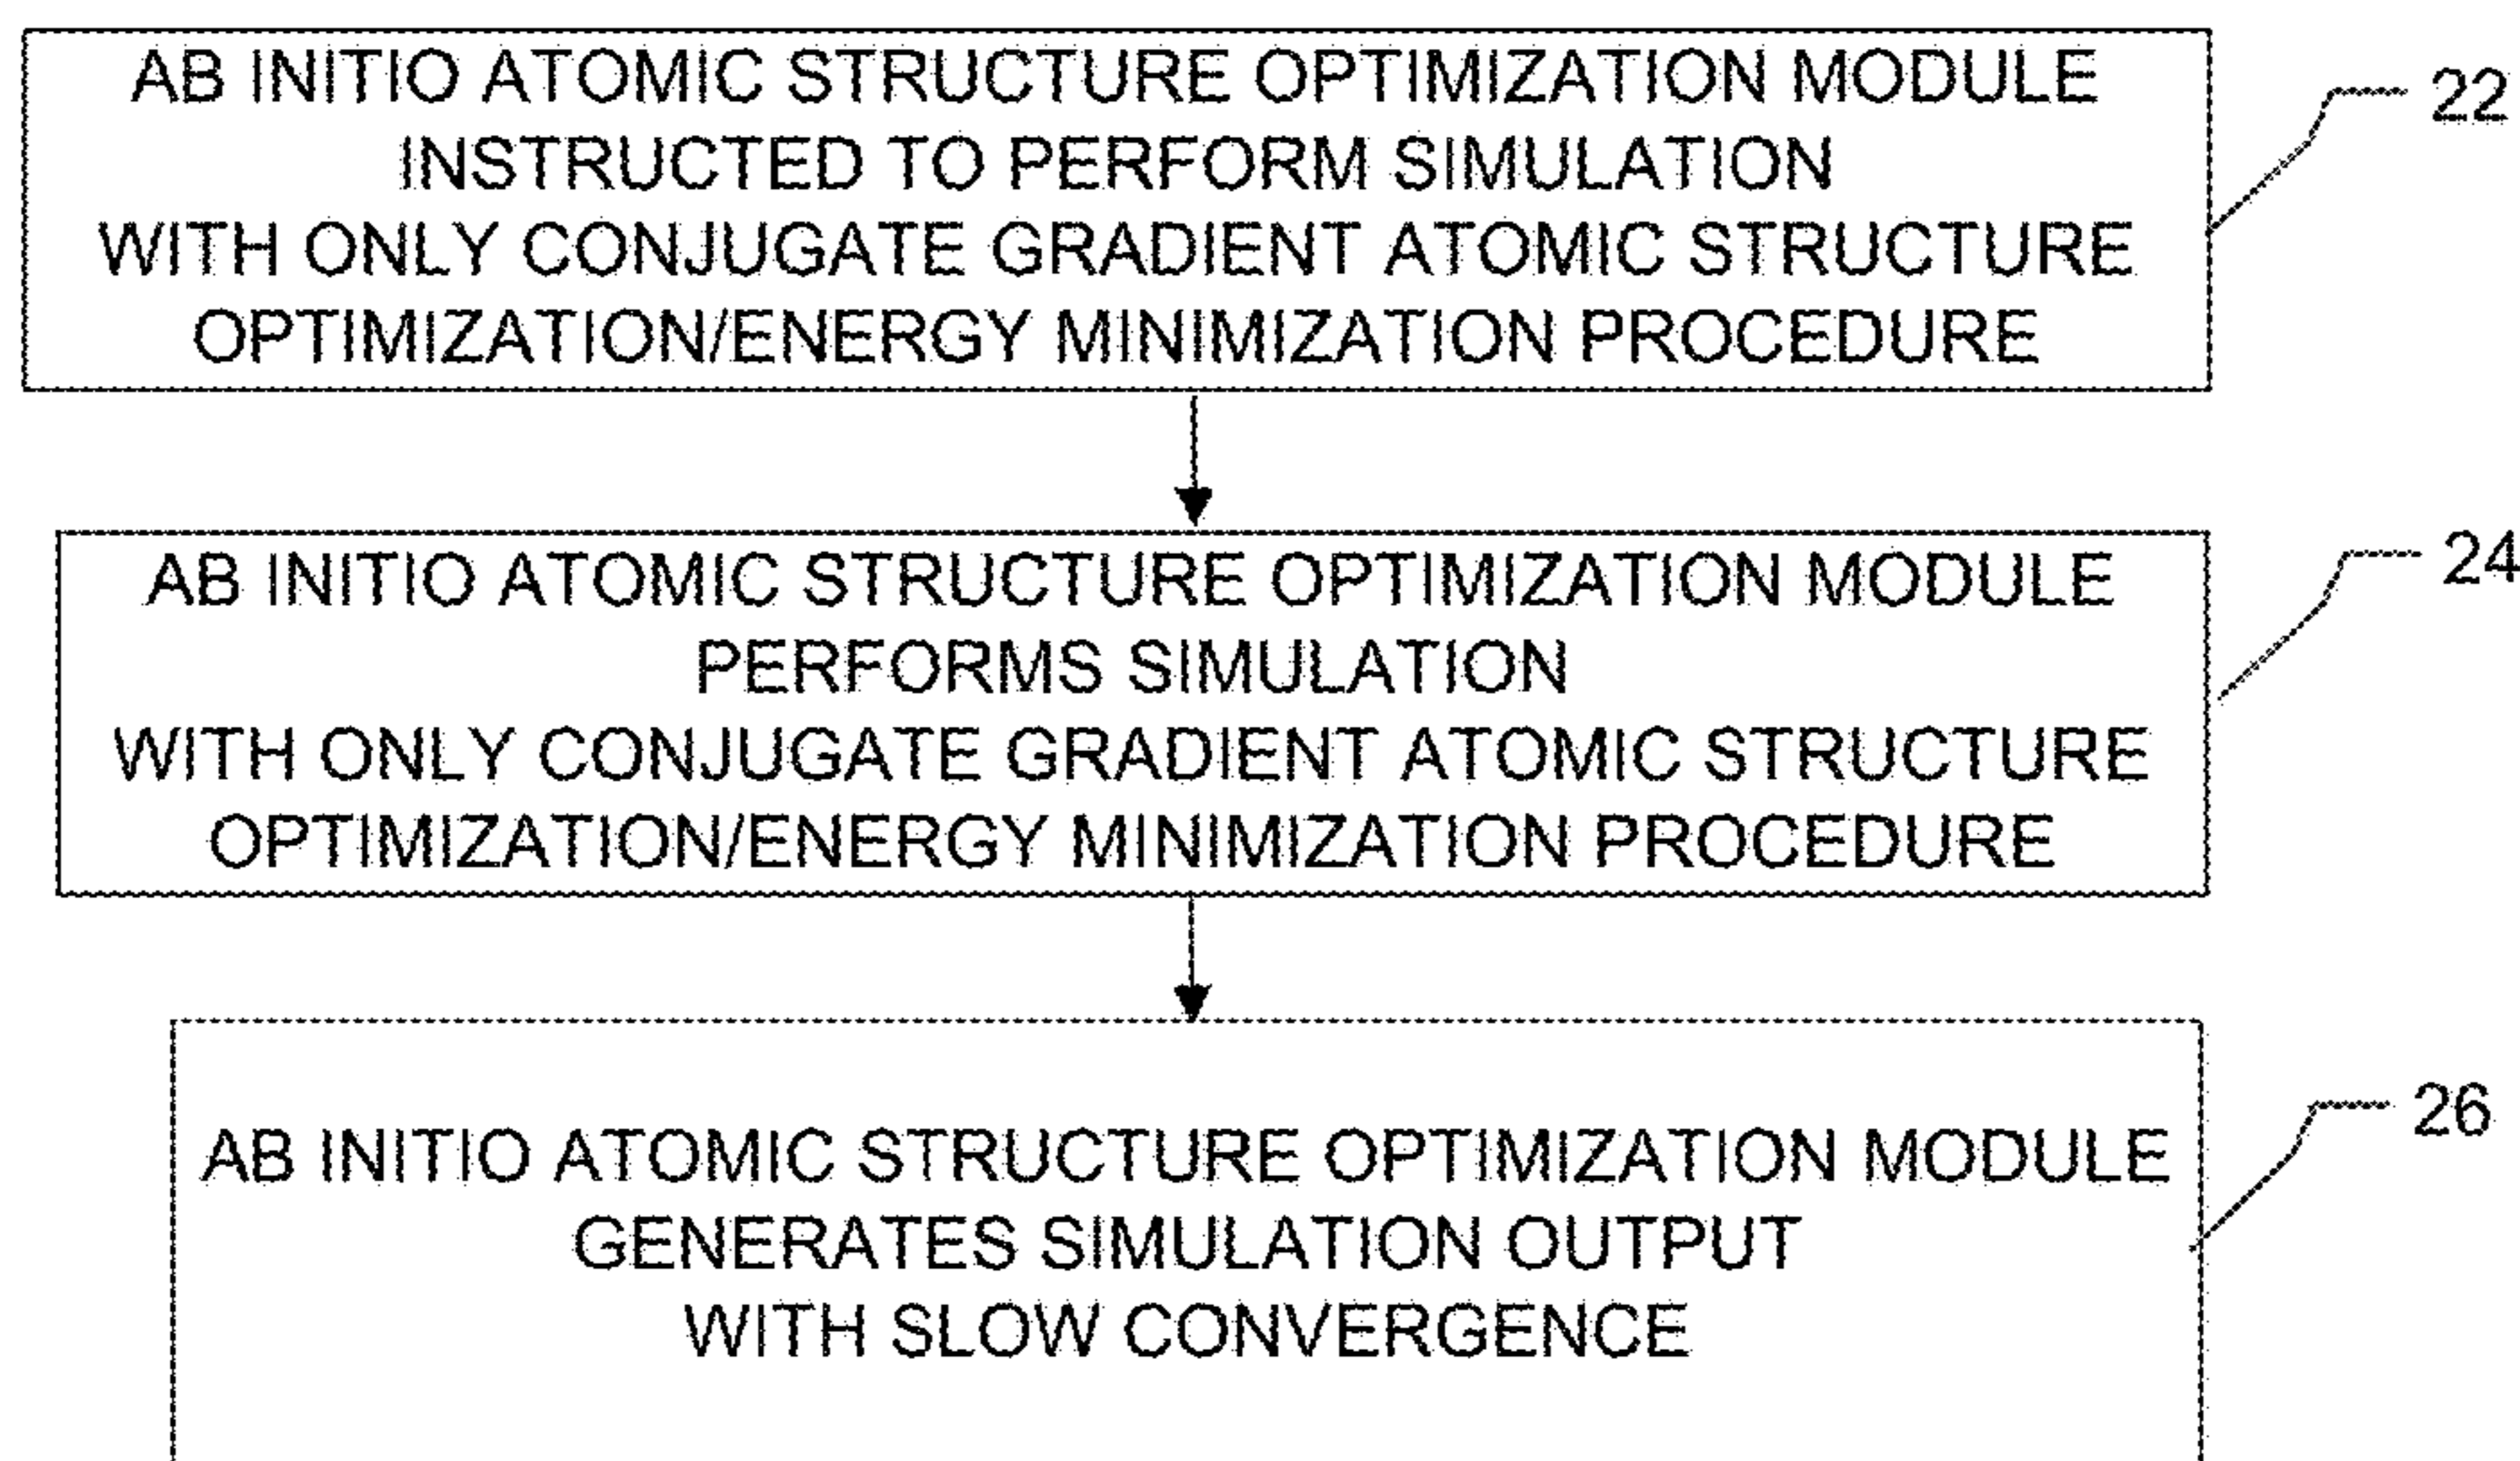 AB INITIO ATOMIC STRUCTURE OPTIMIZATION MODULE
INSTRUCTED TO PERFORM SIMULATION
WITH ONLY CONJUGATE GRADIENT ATOMIC STRUCTURE
OPTIMIZATION/ENERGY MINIMIZATION PROCEDURE
22
AB INITIO ATOMIC STRUCTURE OPTIMIZATION MODULE
PERFORMS SIMULATION
WITH ONLY CONJUGATE GRADIENT ATOMIC STRUCTURE
OPTIMIZATION/ENERGY MINIMIZATION PROCEDURE
24
AB INITIO ATOMIC STRUCTURE OPTIMIZATION MODULE
GENERATES SIMULATION OUTPUT
WITH SLOW CONVERGENCE
26